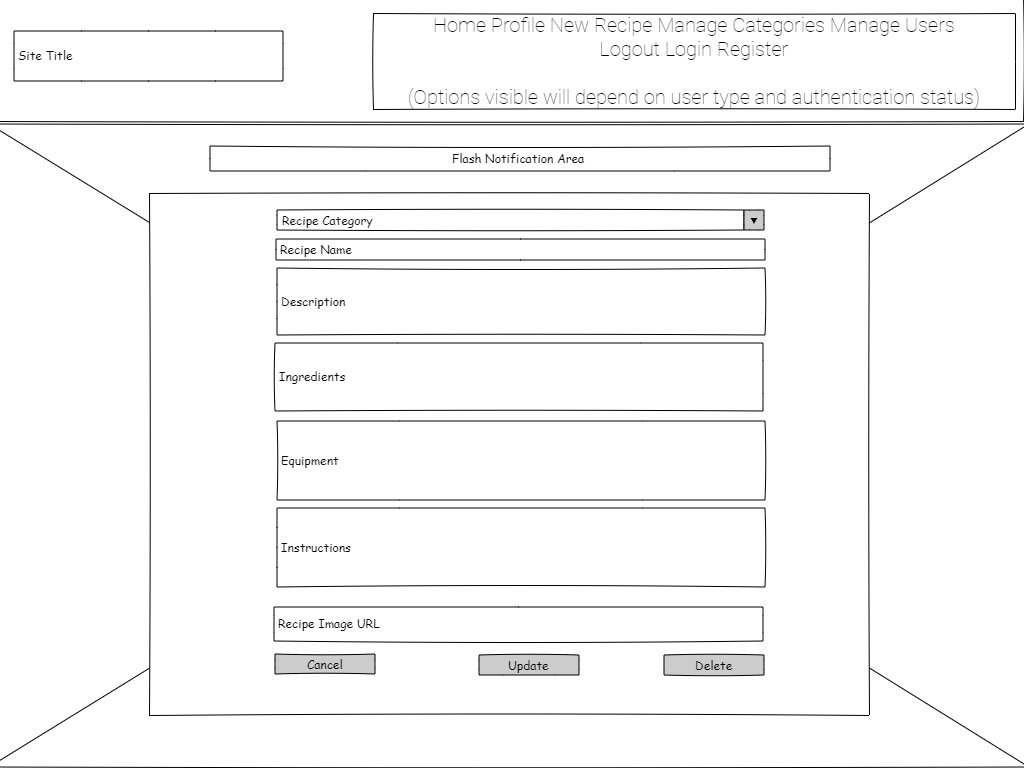 Site Title
Home Profile New Recipe Manage Categories Manage Users
Logout Login Register
(Options visible will depend on user type and authentication status)
Flash Notification Area
Recipe Category
Recipe Name
Description
Ingredients
Equipment
Instructions
Recipe Image URL
Cancel Update Delete